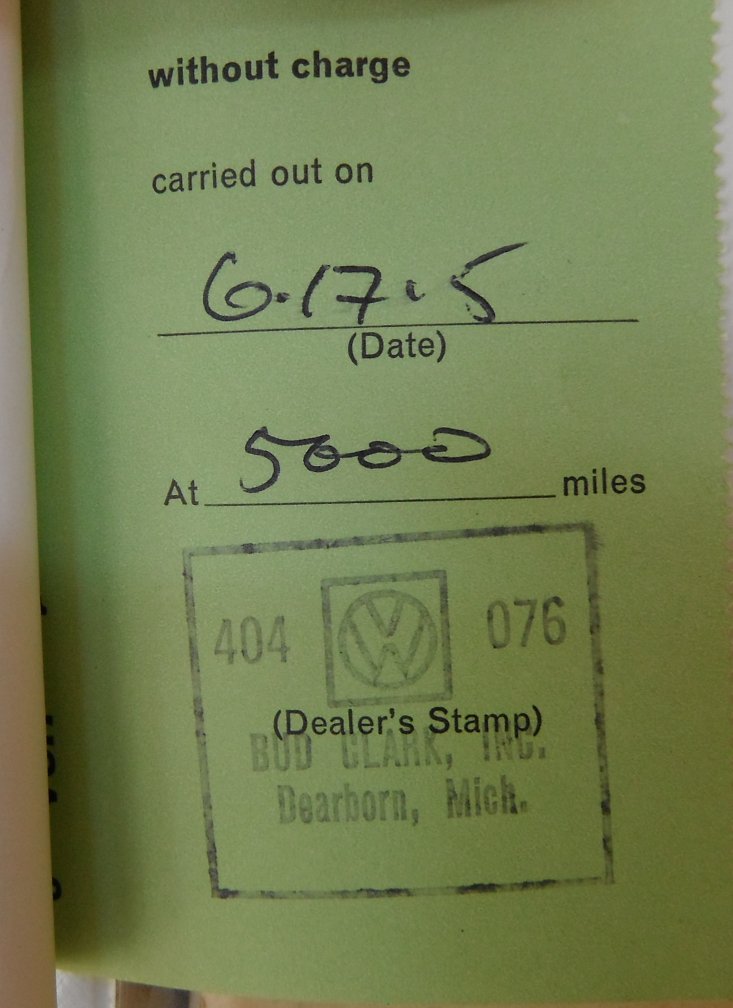 without charge
carried out on
6.17.5
(Date)
At 5000 miles
404 VW 076
(Dealer's Stamp)
BUD CLARK, INC.
Dearborn, Mich.